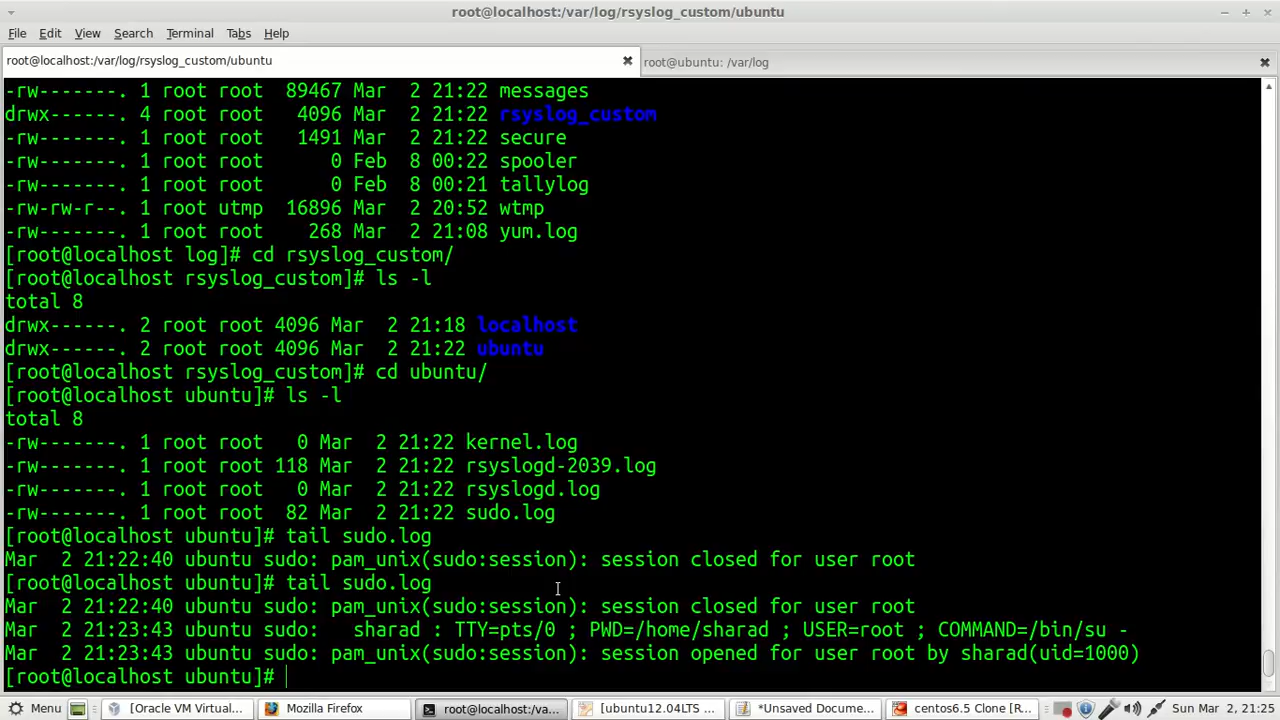 root@localhost:/var/log/rsyslog_custom/ubuntu
File Edit View Search Terminal Tabs Help
root@localhost:/var/log/rsyslog_custom/ubuntu root@ubuntu: /var/log
-rw-------. 1 root root  89467 Mar  2 21:22 messages
drwx------. 4 root root   4096 Mar  2 21:22 rsyslog_custom
-rw-------. 1 root root   1491 Mar  2 21:22 secure
-rw-------. 1 root root      0 Feb  8 00:22 spooler
-rw-------. 1 root root      0 Feb  8 00:21 tallylog
-rw-rw-r--. 1 root utmp  16896 Mar  2 20:52 wtmp
-rw-------. 1 root root    268 Mar  2 21:08 yum.log
[root@localhost log]# cd rsyslog_custom/
[root@localhost rsyslog_custom]# ls -l
total 8
drwx------. 2 root root 4096 Mar  2 21:18 localhost
drwx------. 2 root root 4096 Mar  2 21:22 ubuntu
[root@localhost rsyslog_custom]# cd ubuntu/
[root@localhost ubuntu]# ls -l
total 8
-rw-------. 1 root root   0 Mar  2 21:22 kernel.log
-rw-------. 1 root root 118 Mar  2 21:22 rsyslogd-2039.log
-rw-------. 1 root root   0 Mar  2 21:22 rsyslogd.log
-rw-------. 1 root root  82 Mar  2 21:22 sudo.log
[root@localhost ubuntu]# tail sudo.log
Mar  2 21:22:40 ubuntu sudo: pam_unix(sudo:session): session closed for user root
[root@localhost ubuntu]# tail sudo.log
Mar  2 21:22:40 ubuntu sudo: pam_unix(sudo:session): session closed for user root
Mar  2 21:23:43 ubuntu sudo:   sharad : TTY=pts/0 ; PWD=/home/sharad ; USER=root ; COMMAND=/bin/su -
Mar  2 21:23:43 ubuntu sudo: pam_unix(sudo:session): session opened for user root by sharad(uid=1000)
[root@localhost ubuntu]#
Menu [Oracle VM Virtual... Mozilla Firefox root@localhost:/va... [ubuntu12.04LTS ... *Unsaved Docume... centos6.5 Clone [R... Sun Mar 2, 21:25